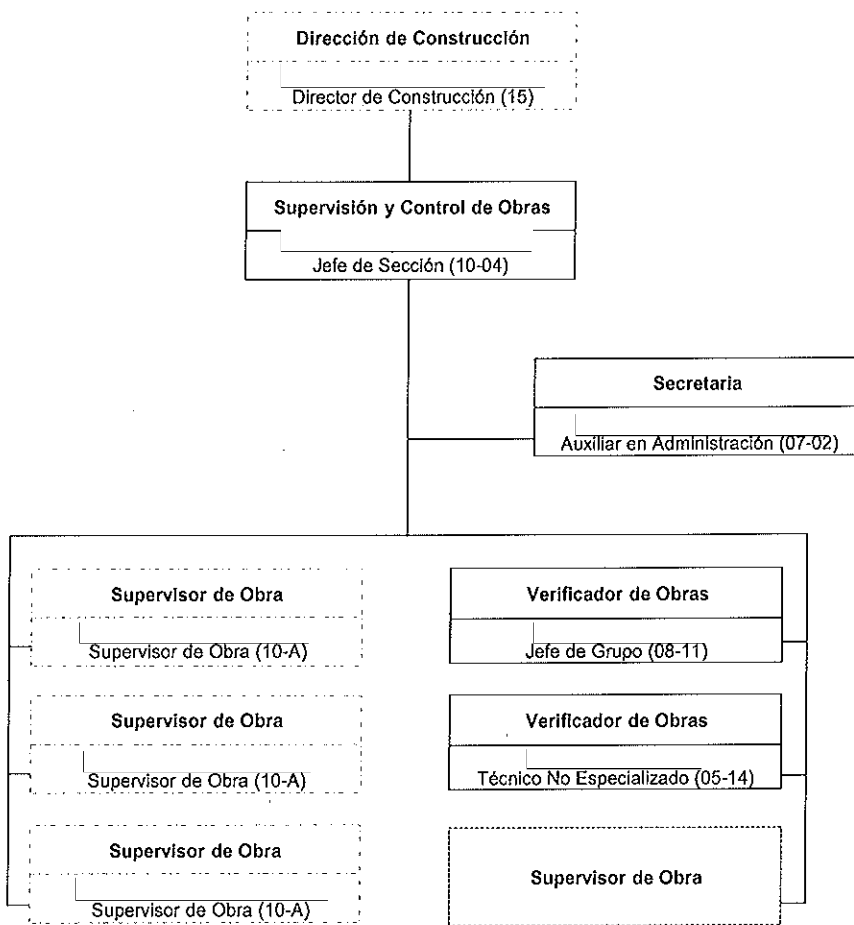 Dirección de Construcción
Director de Construcción (15)
Supervisión y Control de Obras
Jefe de Sección (10-04)
Secretaria
Auxiliar en Administración (07-02)
Supervisor de Obra
Supervisor de Obra (10-A)
Verificador de Obras
Jefe de Grupo (08-11)
Supervisor de Obra
Supervisor de Obra (10-A)
Verificador de Obras
Técnico No Especializado (05-14)
Supervisor de Obra
Supervisor de Obra (10-A)
Supervisor de Obra